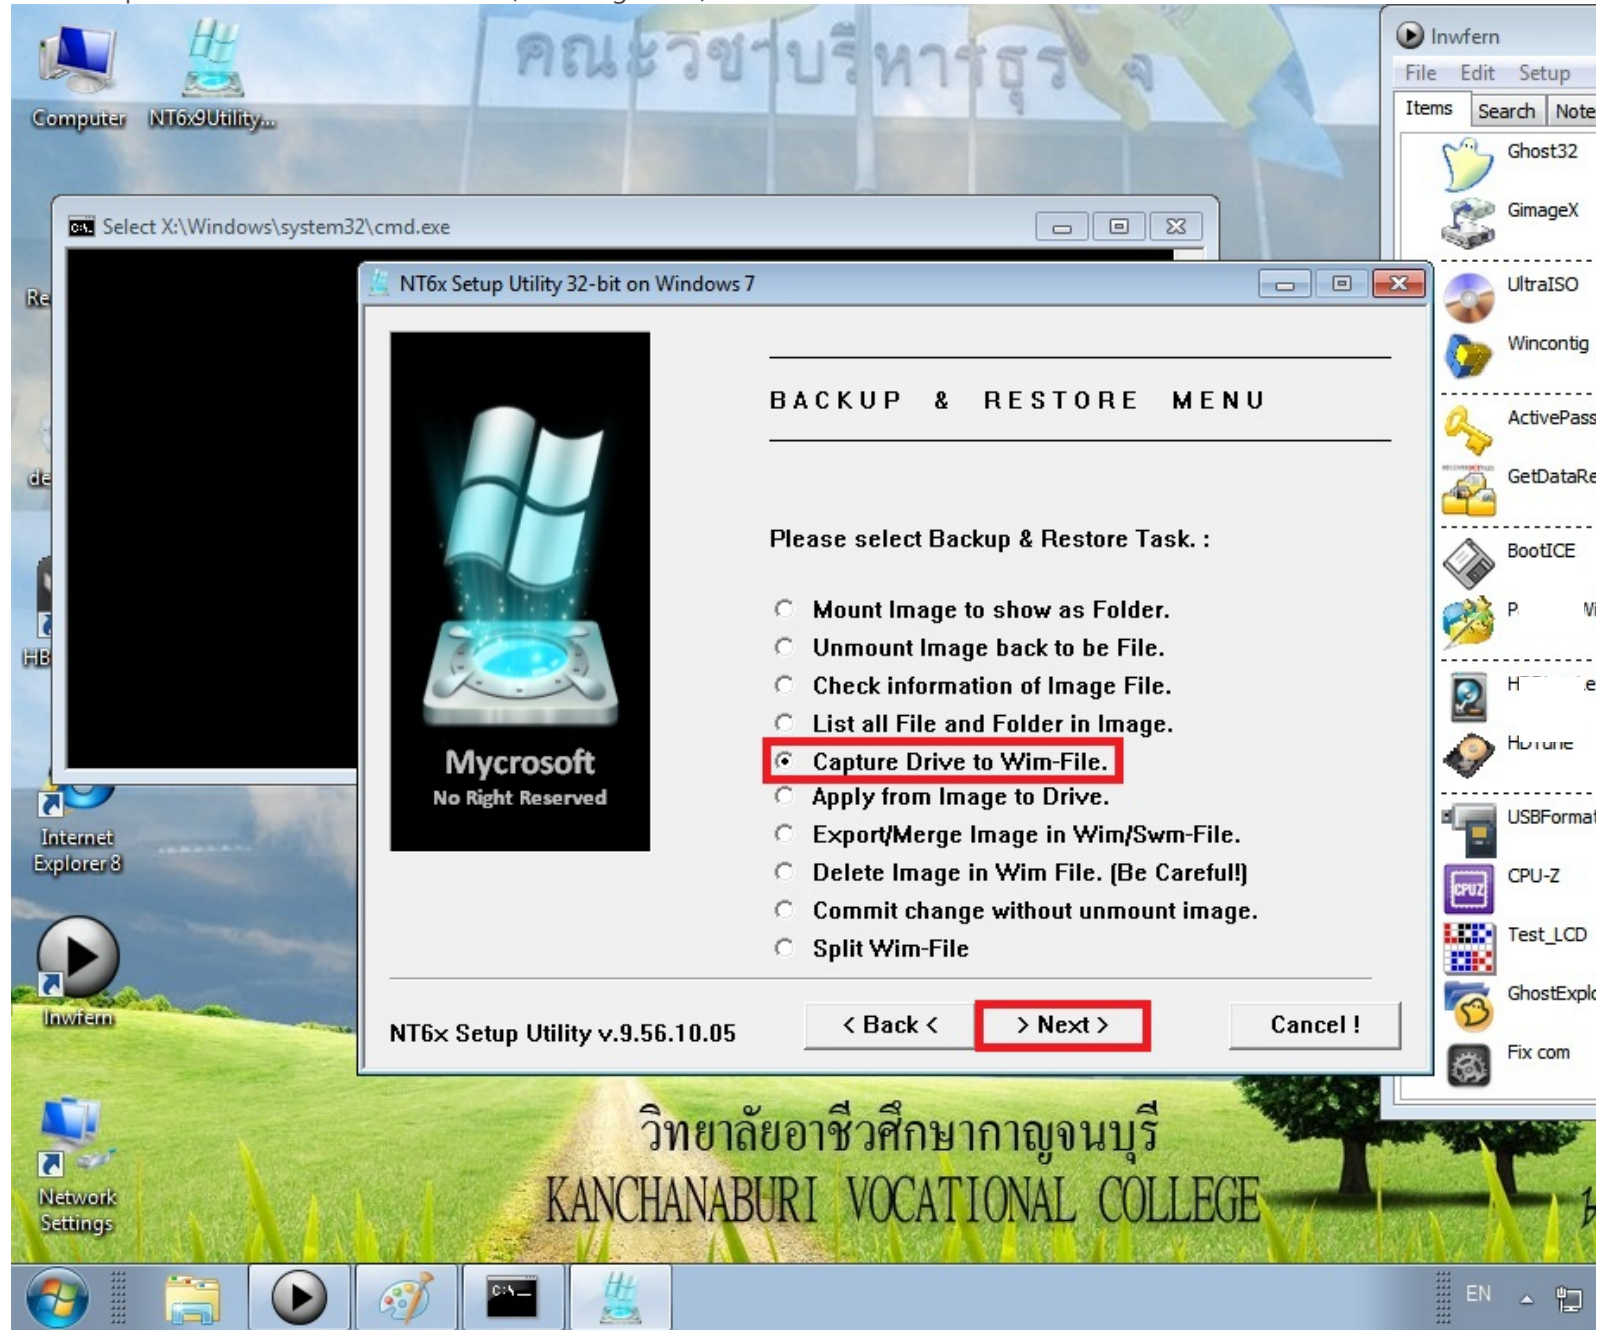 คณะวิชาบริหารธุรกิจ
Computer
NT6x9Utility...
Inwfern
File Edit Setup
Items Search Note
Ghost32
GimageX
UltraISO
Wincontig
ActivePass
GetDataRe
BootICE
HDTune
USBFormat
CPU-Z
Test_LCD
GhostExplo
Fix com
Select X:\Windows\system32\cmd.exe
Re
de
HB
Internet
Explorer 8
Inwfern
Network
Settings
NT6x Setup Utility 32-bit on Windows 7
BACKUP & RESTORE MENU
Please select Backup & Restore Task. :
Mount Image to show as Folder.
Unmount Image back to be File.
Check information of Image File.
List all File and Folder in Image.
Capture Drive to Wim-File.
Apply from Image to Drive.
Export/Merge Image in Wim/Swm-File.
Delete Image in Wim File. (Be Careful!)
Commit change without unmount image.
Split Wim-File
Mycrosoft
No Right Reserved
NT6x Setup Utility v.9.56.10.05
< Back <
> Next >
Cancel !
วิทยาลัยอาชีวศึกษากาญจนบุรี
KANCHANABURI VOCATIONAL COLLEGE
EN